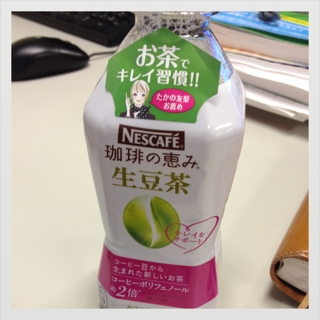 お茶で
キレイ習慣!!
たかの友梨
お薦め
NESCAFÉ
珈琲の恵み
生豆茶
キレイを
サポート
コーヒー豆から
生まれた新しいお茶
コーヒーポリフェノール
約2倍